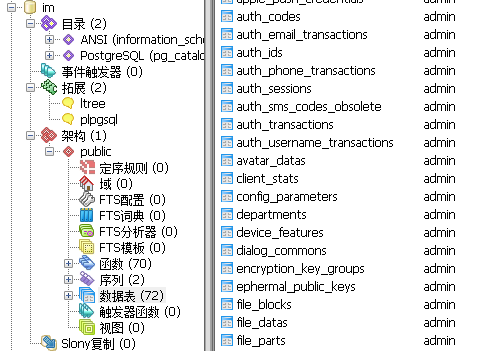 im
目录 (2)
ANSI (information_sche
PostgreSQL (pg_catalo
事件触发器 (0)
拓展 (2)
ltree
plpgsql
架构 (1)
public
定序规则 (0)
域 (0)
FTS配置 (0)
FTS词典 (0)
FTS分析器 (0)
FTS模板 (0)
函数 (70)
序列 (2)
数据表 (72)
触发器函数 (0)
视图 (0)
Slony复制 (0)
apple_push_credentials admin
auth_codes admin
auth_email_transactions admin
auth_ids admin
auth_phone_transactions admin
auth_sessions admin
auth_sms_codes_obsolete admin
auth_transactions admin
auth_username_transactions admin
avatar_datas admin
client_stats admin
config_parameters admin
departments admin
device_features admin
dialog_commons admin
encryption_key_groups admin
ephermal_public_keys admin
file_blocks admin
file_datas admin
file_parts admin